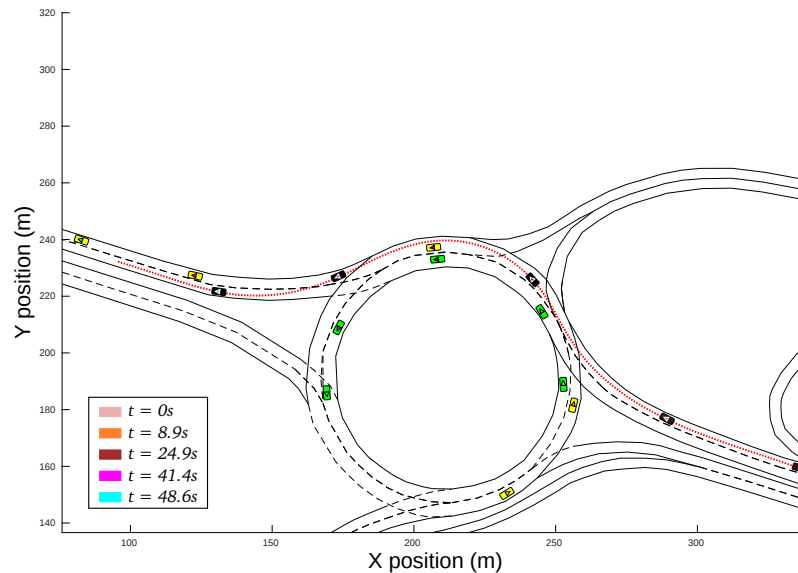 320
300
280
260
240
220
200
180
160
140
Y position (m)
t = 0s
t = 8.9s
t = 24.9s
t = 41.4s
t = 48.6s
100
150
200
250
300
X position (m)